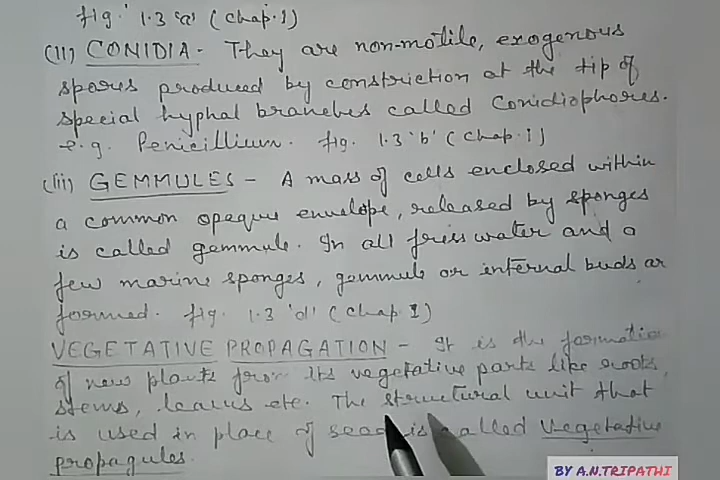 fig. 1.3 'a' (Chap. 1)
(ii) CONIDIA - They are non-motile, exogenous
spores produced by constriction at the tip of
special hyphal branches called Conidiophores.
e.g. Penicillium. fig. 1.3 'b' (Chap. 1)
(iii) GEMMULES - A mass of cells enclosed within
a common opaque envelope, released by sponges
is called gemmule. In all fress water and a
few marine sponges, gemmule or internal buds ar
formed. fig. 1.3 'd' (Chap 1)
VEGETATIVE PROPAGATION - It is the formatio
of new plants from its vegetative parts like roots,
stems, leaves etc. The structural unit that
is used in place of seed is called Vegetative
propagules.
BY A.N.TRIPATHI